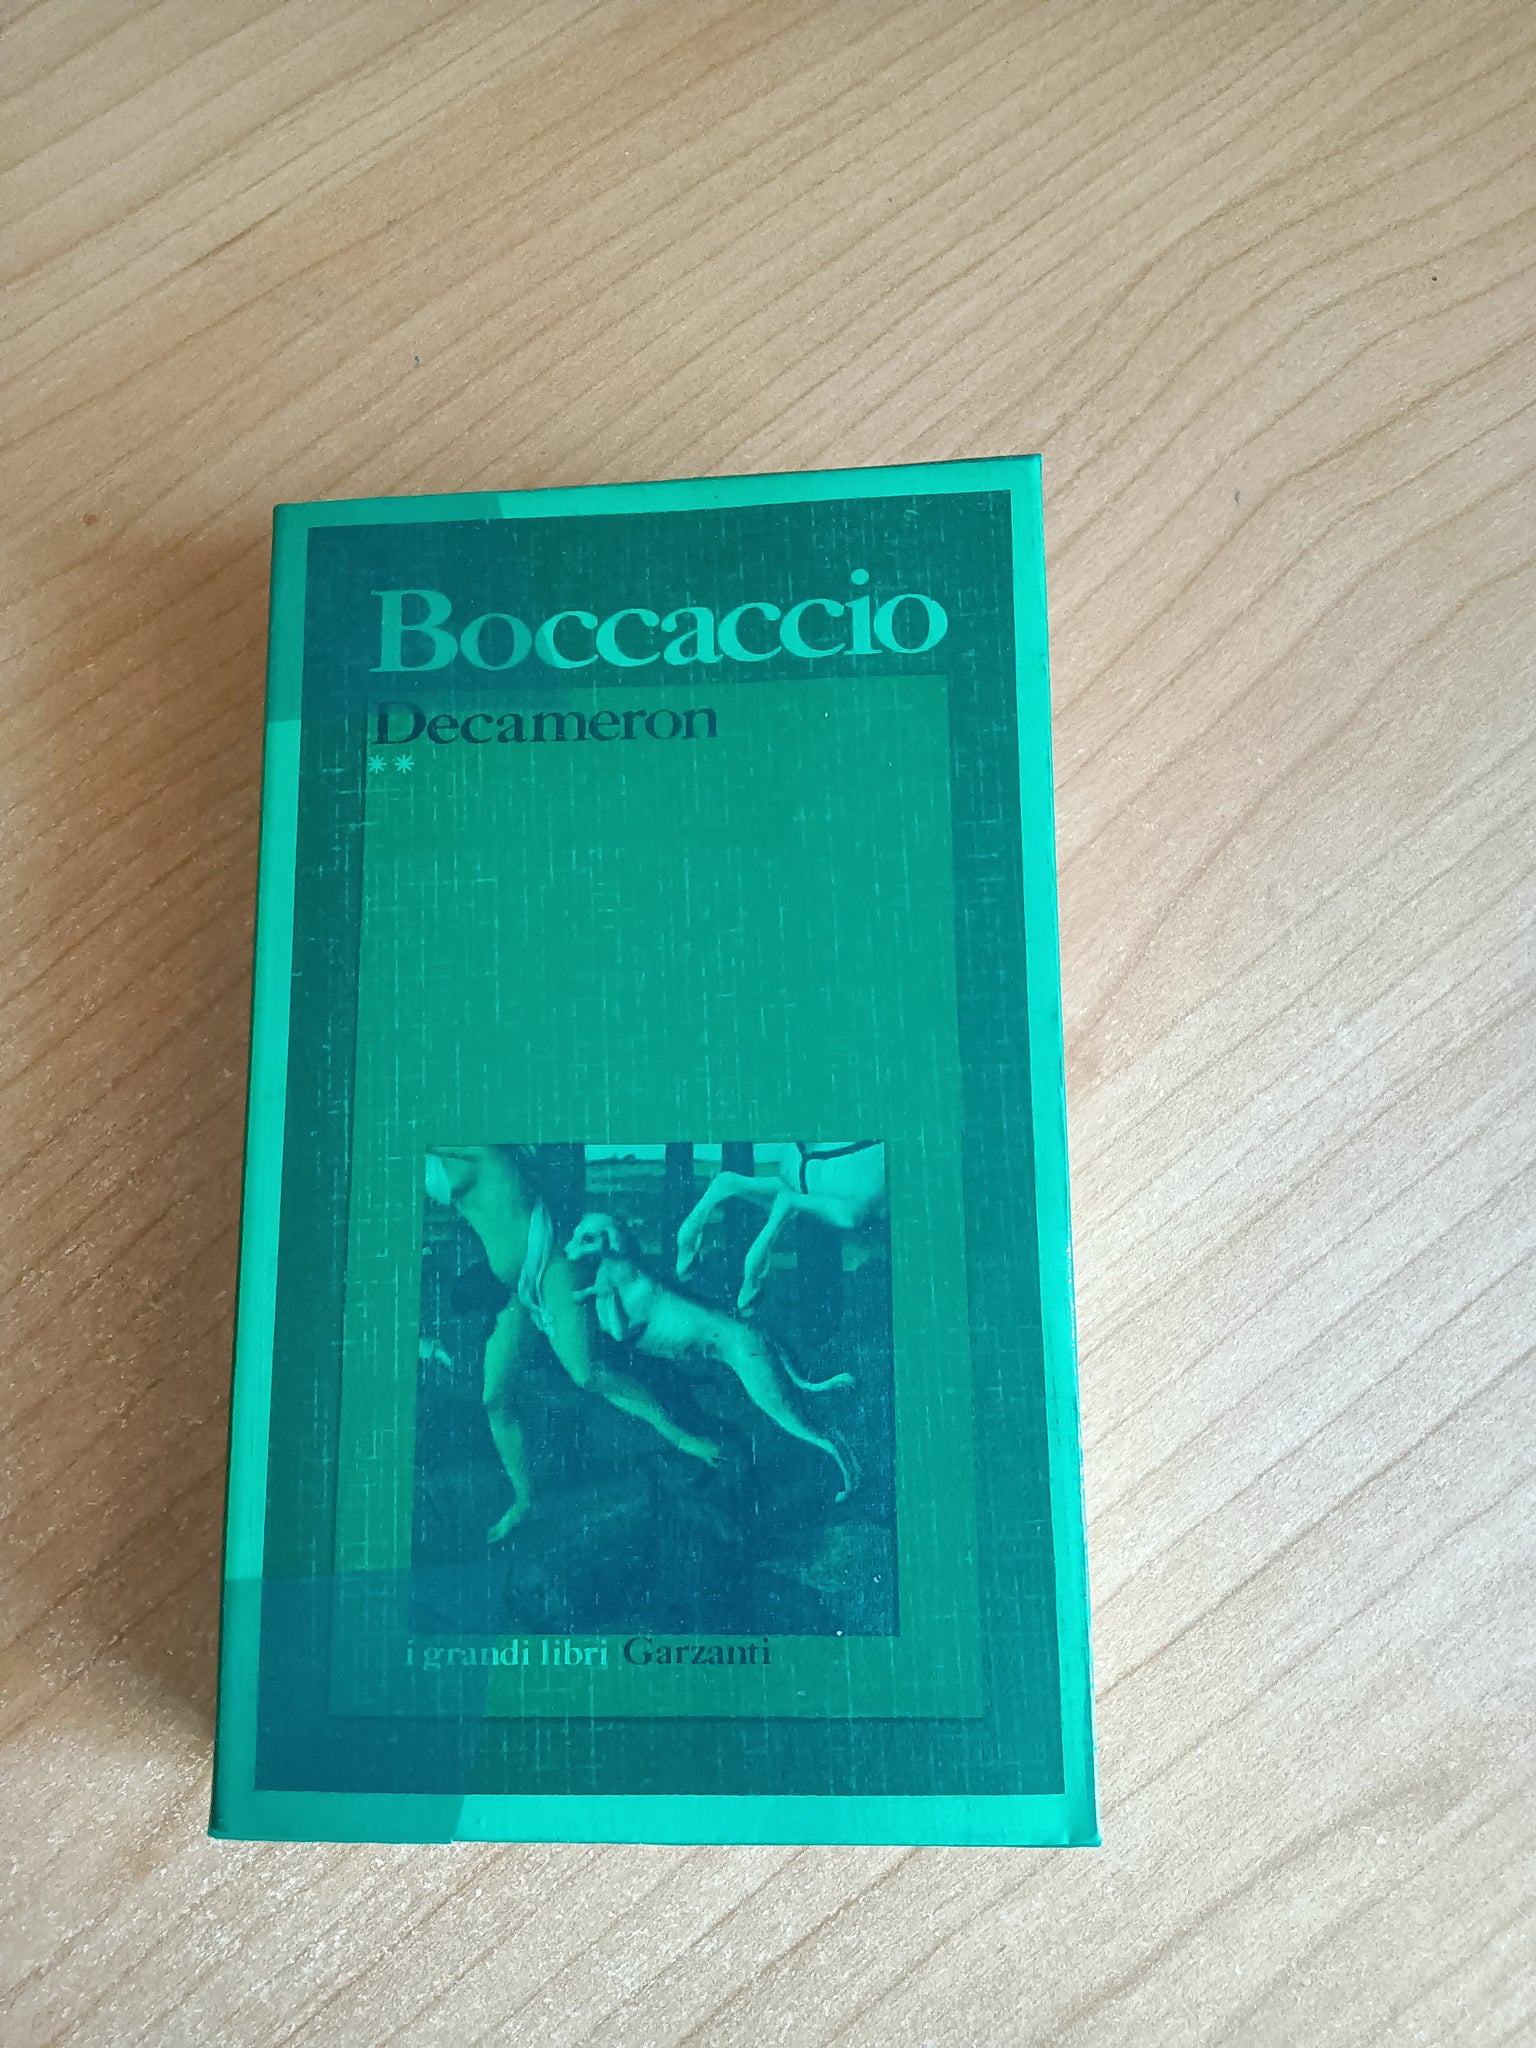 Boccaccio
Decameron
**
i grandi libri Garzanti